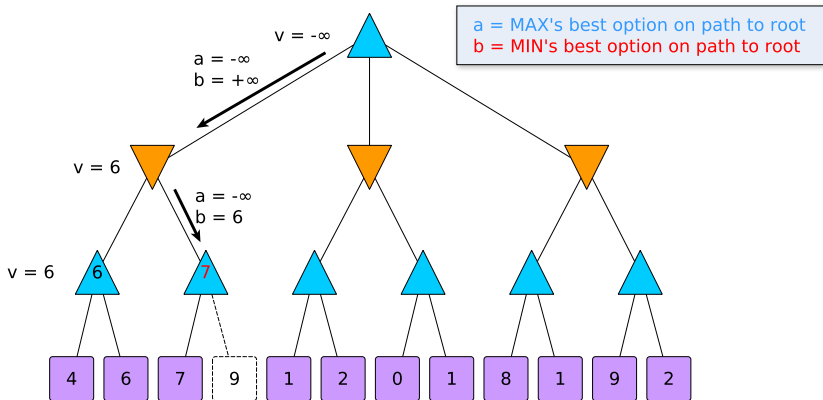 v = -∞
a = MAX's best option on path to root
b = MIN's best option on path to root
a = -∞
b = +∞
v = 6
a = -∞
b = 6
v = 6
6
7
4 6 7 9 1 2 0 1 8 1 9 2